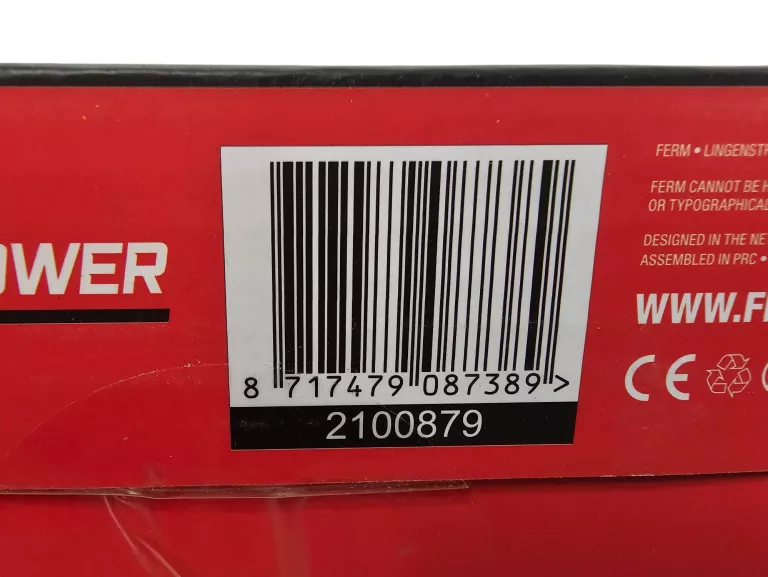 OWER
8 717479 087389 >
2100879
FERM • LINGENSTR
FERM CANNOT BE H
OR TYPOGRAPHICAL
DESIGNED IN THE NET
ASSEMBLED IN PRC •
WWW.FE
CE